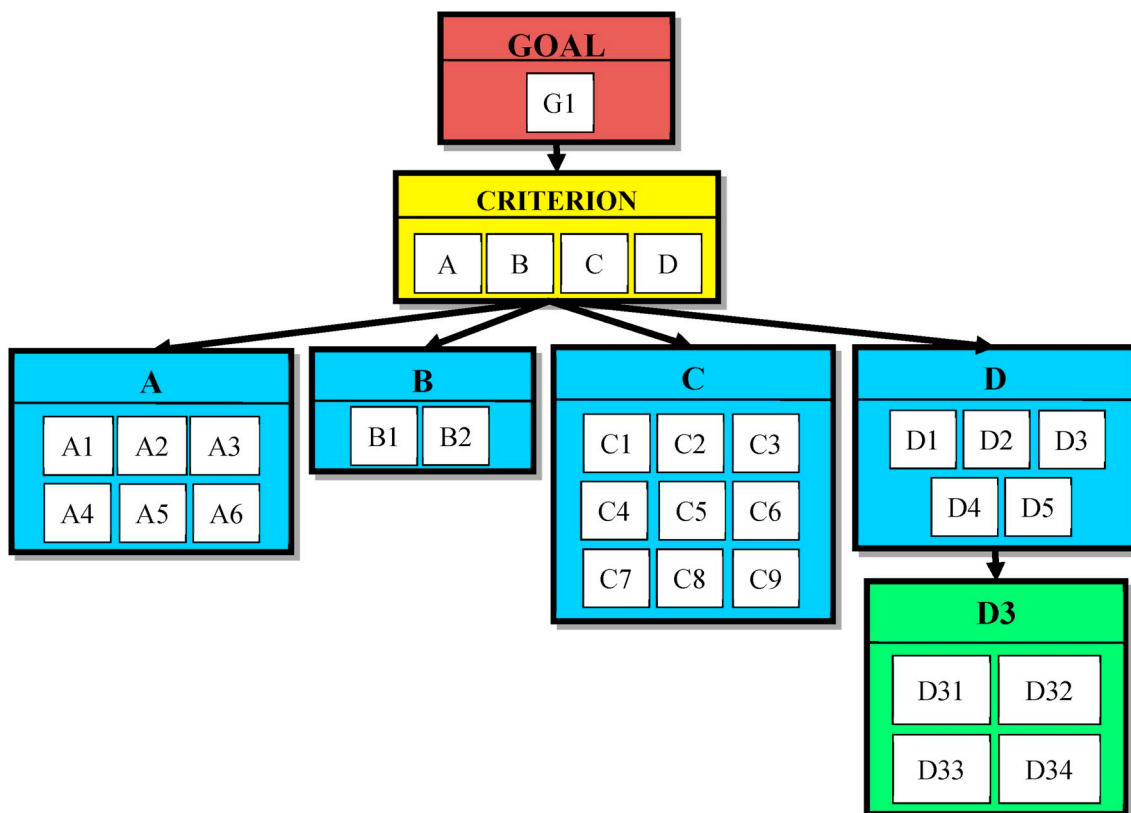 GOAL
G1
CRITERION
A B C D
A
A1 A2 A3
A4 A5 A6
B
B1 B2
C
C1 C2 C3
C4 C5 C6
C7 C8 C9
D
D1 D2 D3
D4 D5
D3
D31 D32
D33 D34